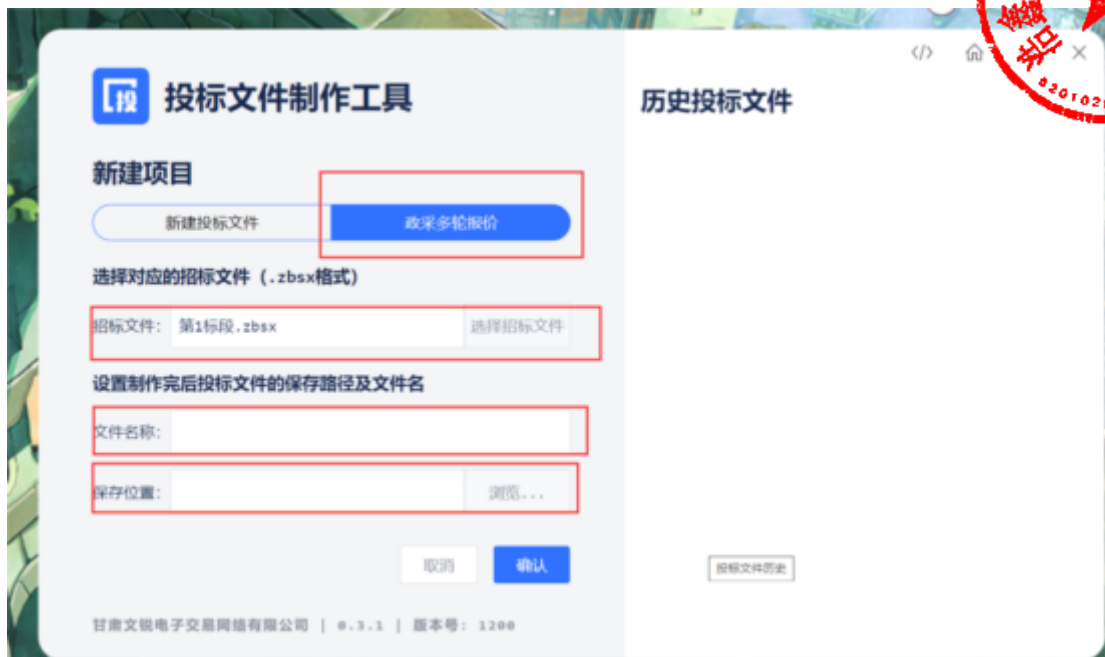 投标文件制作工具
新建项目
新建投标文件
政采多轮报价
选择对应的招标文件（.zbsx格式）
招标文件：
第1标段.zbsx
选择招标文件
设置制作完后投标文件的保存路径及文件名
文件名称：
保存位置：
浏览...
取消
确认
甘肃文锐电子交易网络有限公司 | 0.3.1 | 版本号: 1200
</>
历史投标文件
投标文件历史